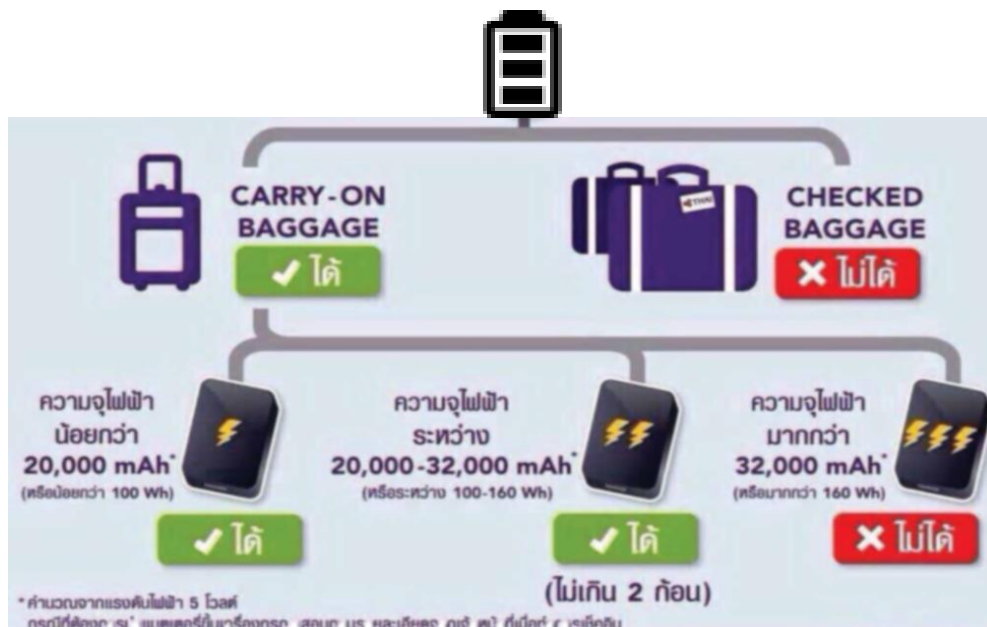 CARRY-ON
BAGGAGE
ได้
THAI
CHECKED
BAGGAGE
ไม่ได้
ความจุไฟฟ้า
น้อยกว่า
20,000 mAh*
(หรือน้อยกว่า 100 Wh)
ได้
ความจุไฟฟ้า
ระหว่าง
20,000-32,000 mAh*
(หรือระหว่าง 100-160 Wh)
ได้
(ไม่เกิน 2 ก้อน)
ความจุไฟฟ้า
มากกว่า
32,000 mAh*
(หรือมากกว่า 160 Wh)
ไม่ได้
*คำนวณจากแรงดันไฟฟ้า 5 โวลต์